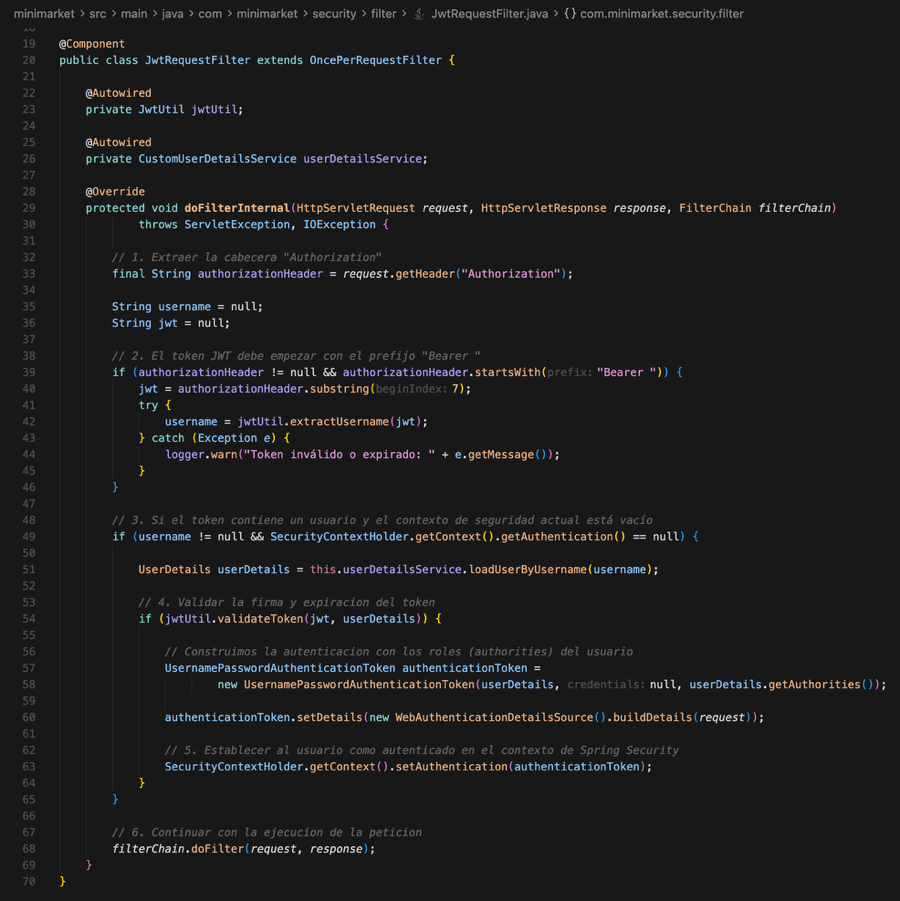 minimarket > src > main > java > com > minimarket > security > filter > JwtRequestFilter.java > {} com.minimarket.security.filter
19 @Component
20 public class JwtRequestFilter extends OncePerRequestFilter {
21
22     @Autowired
23     private JwtUtil jwtUtil;
24
25     @Autowired
26     private CustomUserDetailsService userDetailsService;
27
28     @Override
29     protected void doFilterInternal(HttpServletRequest request, HttpServletResponse response, FilterChain filterChain)
30             throws ServletException, IOException {
31
32         // 1. Extraer la cabecera "Authorization"
33         final String authorizationHeader = request.getHeader("Authorization");
34
35         String username = null;
36         String jwt = null;
37
38         // 2. El token JWT debe empezar con el prefijo "Bearer "
39         if (authorizationHeader != null && authorizationHeader.startsWith(prefix: "Bearer ")) {
40             jwt = authorizationHeader.substring(beginIndex: 7);
41             try {
42                 username = jwtUtil.extractUsername(jwt);
43             } catch (Exception e) {
44                 logger.warn("Token inválido o expirado: " + e.getMessage());
45             }
46         }
47
48         // 3. Si el token contiene un usuario y el contexto de seguridad actual está vacío
49         if (username != null && SecurityContextHolder.getContext().getAuthentication() == null) {
50
51             UserDetails userDetails = this.userDetailsService.loadUserByUsername(username);
52
53             // 4. Validar la firma y expiracion del token
54             if (jwtUtil.validateToken(jwt, userDetails)) {
55
56                 // Construimos la autenticacion con los roles (authorities) del usuario
57                 UsernamePasswordAuthenticationToken authenticationToken =
58                         new UsernamePasswordAuthenticationToken(userDetails, credentials: null, userDetails.getAuthorities());
59
60                 authenticationToken.setDetails(new WebAuthenticationDetailsSource().buildDetails(request));
61
62                 // 5. Establecer al usuario como autenticado en el contexto de Spring Security
63                 SecurityContextHolder.getContext().setAuthentication(authenticationToken);
64             }
65         }
66
67         // 6. Continuar con la ejecucion de la peticion
68         filterChain.doFilter(request, response);
69     }
70 }